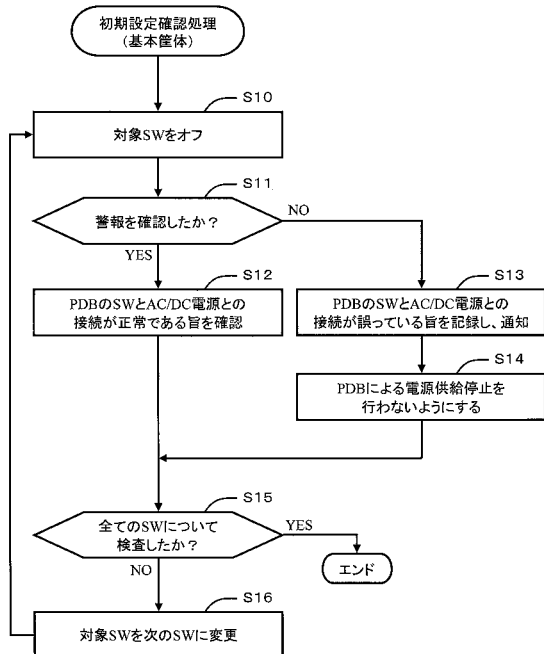 初期設定確認処理
(基本筐体)
S10
対象SWをオフ
S11
警報を確認したか？
NO
YES
S12
PDBのSWとAC/DC電源との
接続が正常である旨を確認
S13
PDBのSWとAC/DC電源との
接続が誤っている旨を記録し、通知
S14
PDBによる電源供給停止を
行わないようにする
S15
全てのSWについて
検査したか？
YES
エンド
NO
S16
対象SWを次のSWに変更